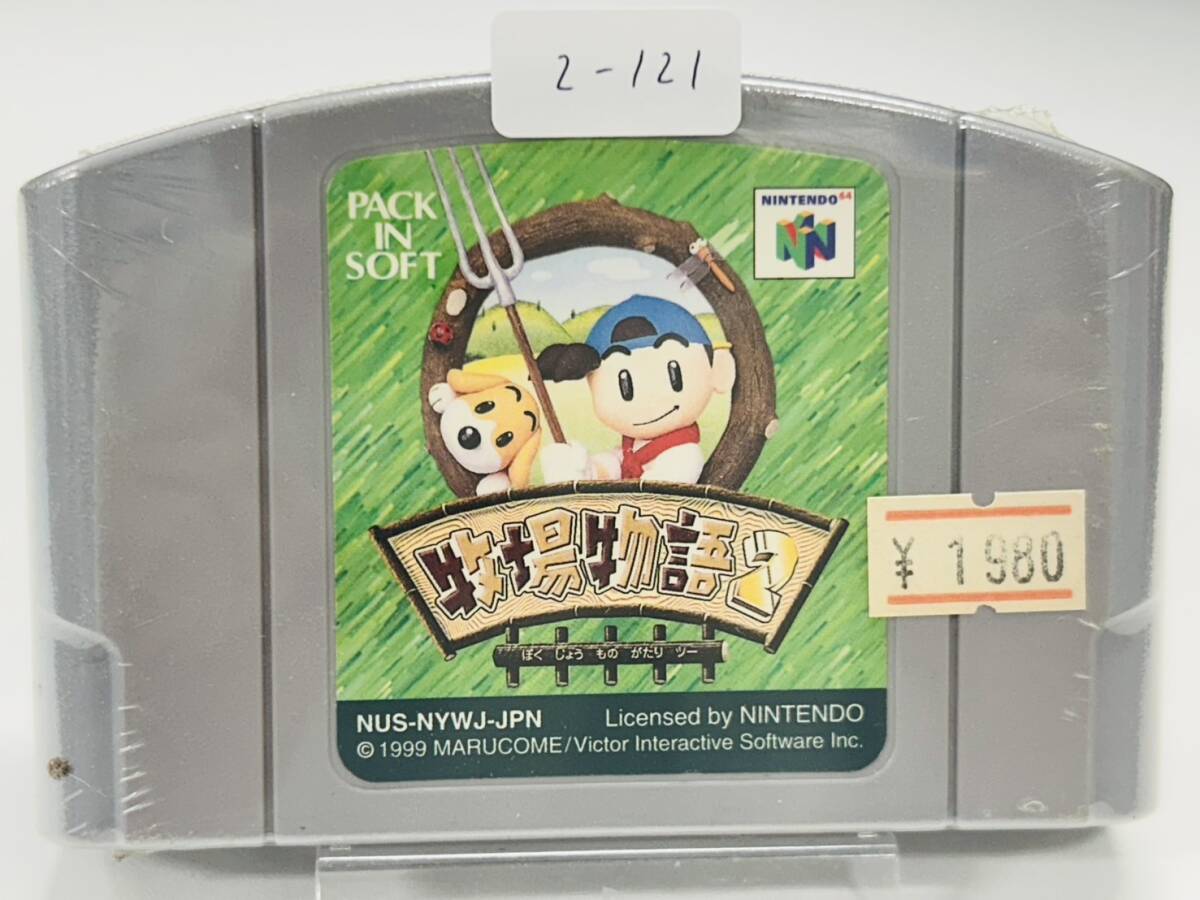 2-121
PACK
IN
SOFT
NINTENDO64
牧場物語2
ぼく じょう もの がたり ツー
¥ 1980
NUS-NYWJ-JPN Licensed by NINTENDO
© 1999 MARUCOME/Victor Interactive Software Inc.